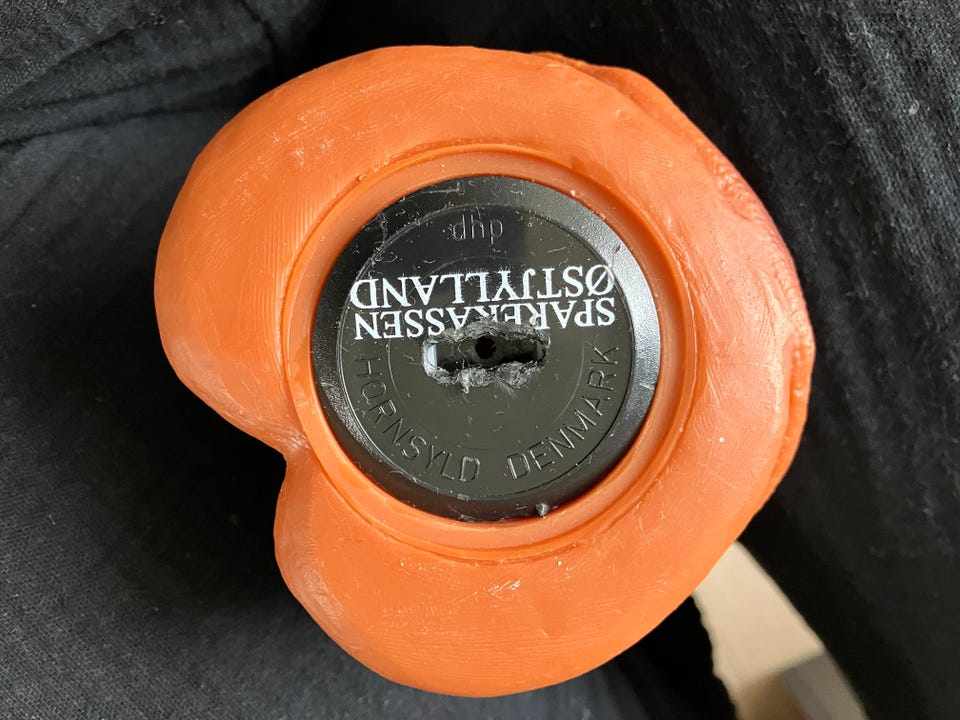 dhp
SPAREKASSEN
ØSTJYLLAND
HORNSYLD DENMARK